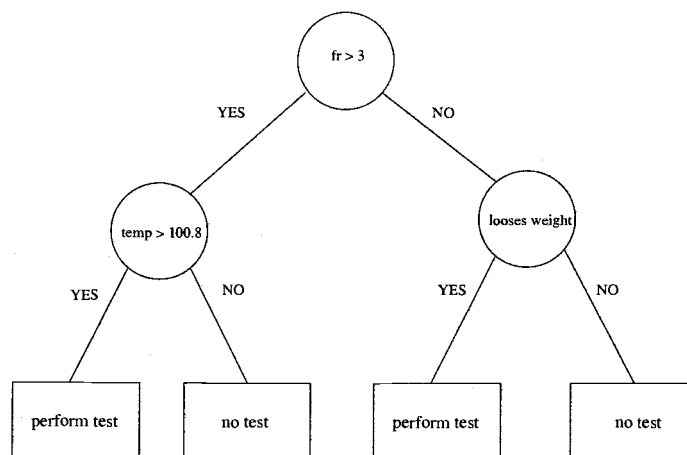 fr > 3
YES
NO
temp > 100.8
looses weight
YES
NO
YES
NO
perform test
no test
perform test
no test